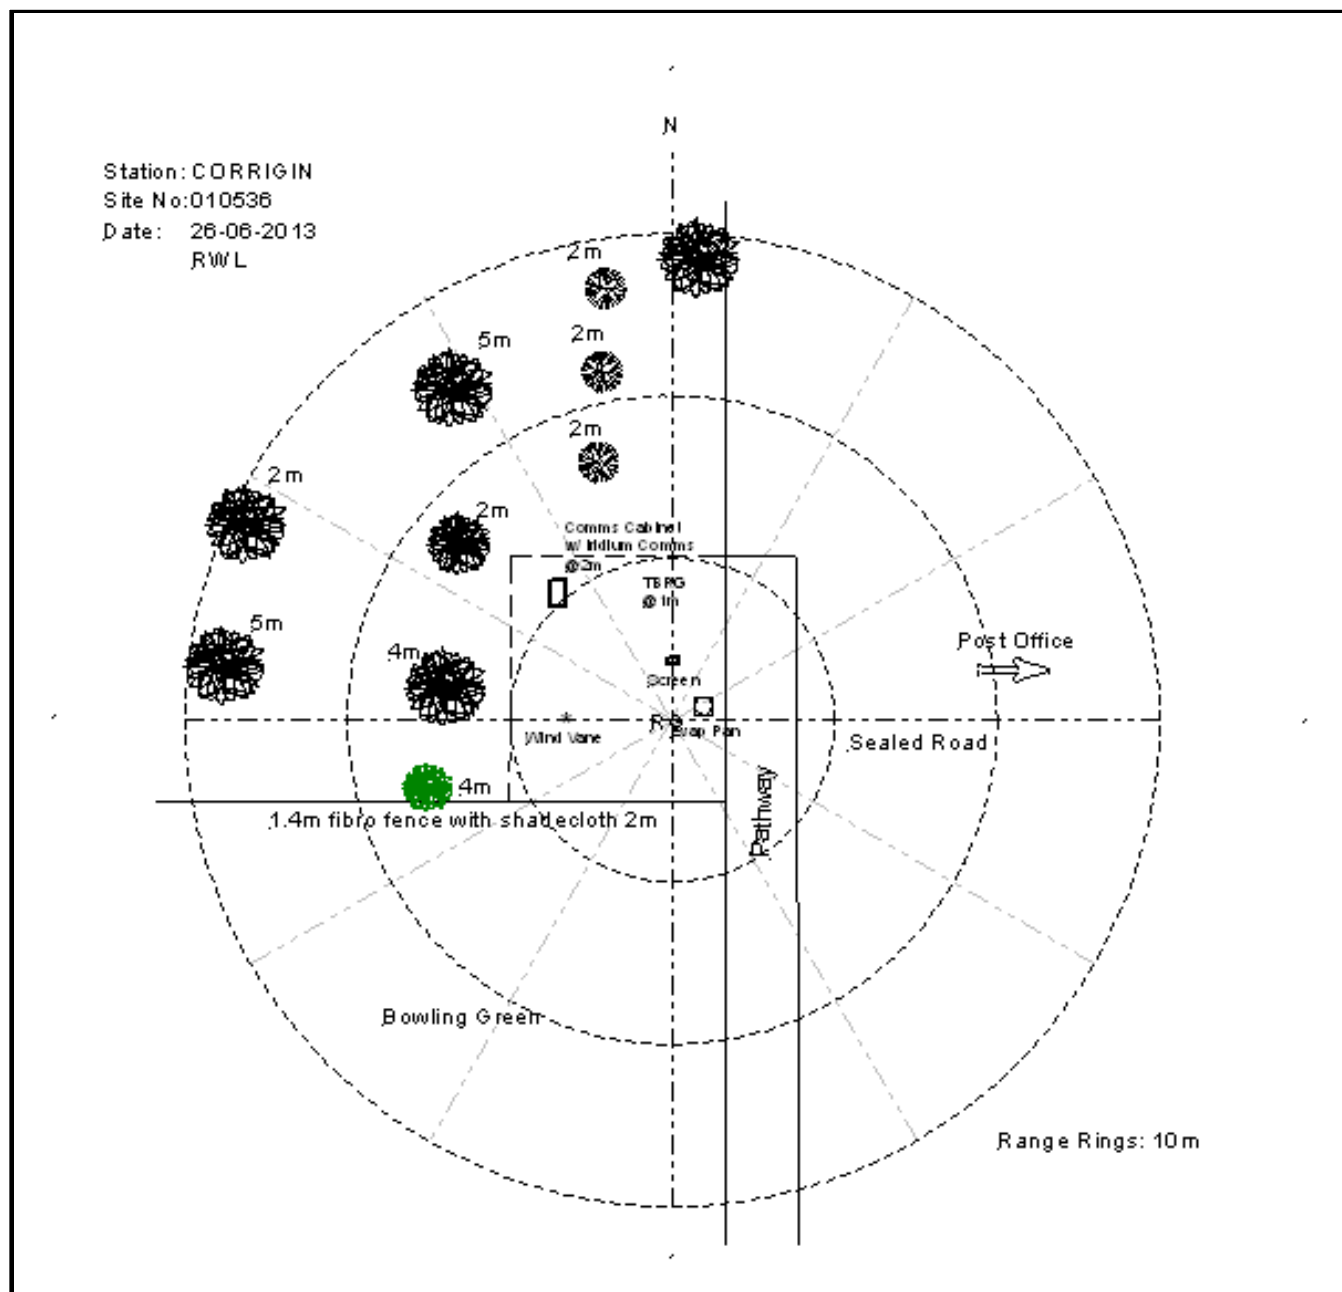 N
Station: CORRIGIN
Site No:010536
Date: 26-06-2013
RWL
2m
5m
2m
2m
2m
2m
Comms Cabinet
w/ Iridium Comms
@2m
TBRG
@ 1m
5m
4m
Post Office
Screen
RG
Evap Pan
Wind Vane
Sealed Road
4m
Pathway
1.4m fibro fence with shadecloth 2m
Bowling Green
Range Rings: 10m